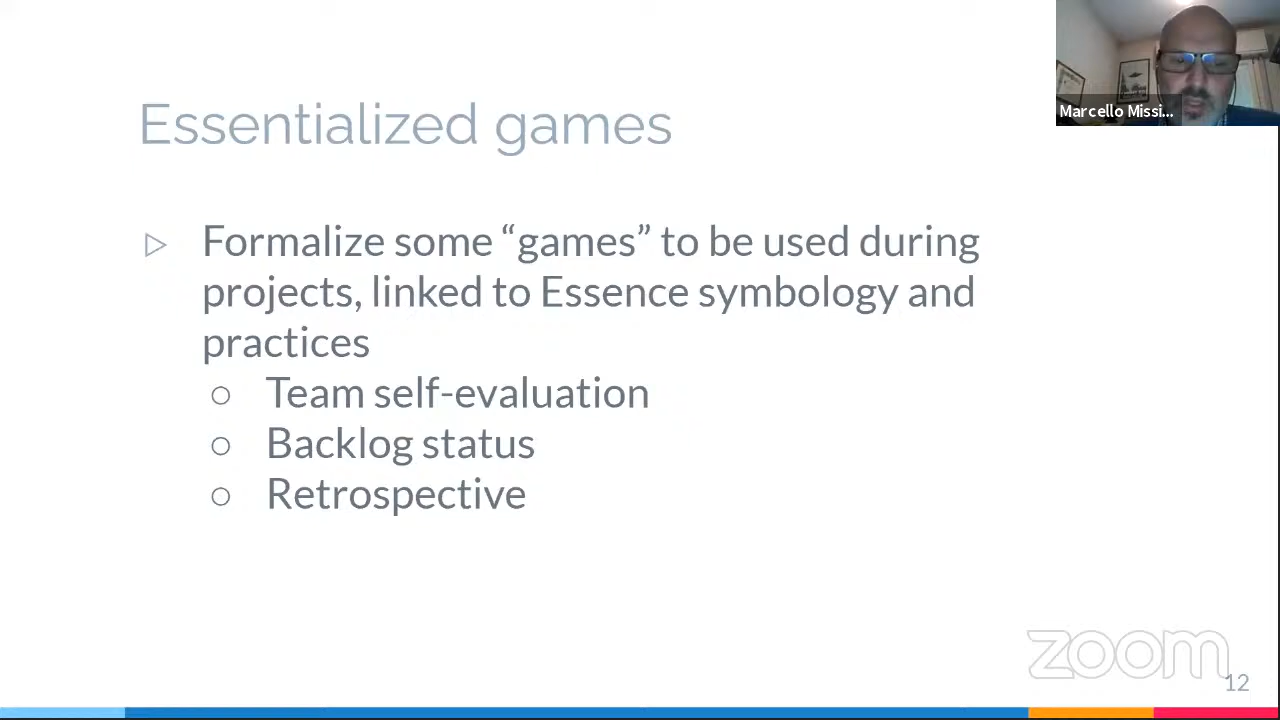 Marcello Missi...
Essentialized games
▷ Formalize some “games” to be used during
projects, linked to Essence symbology and
practices
○ Team self-evaluation
○ Backlog status
○ Retrospective
zoom
12